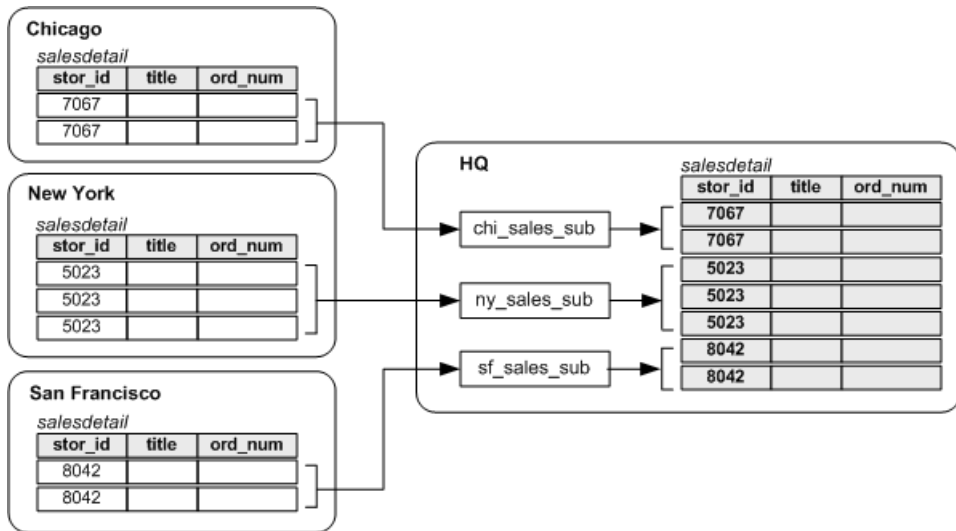 Chicago
salesdetail
stor_id title ord_num
7067
7067
New York
salesdetail
stor_id title ord_num
5023
5023
5023
San Francisco
salesdetail
stor_id title ord_num
8042
8042
HQ
chi_sales_sub
ny_sales_sub
sf_sales_sub
salesdetail
stor_id title ord_num
7067
7067
5023
5023
5023
8042
8042